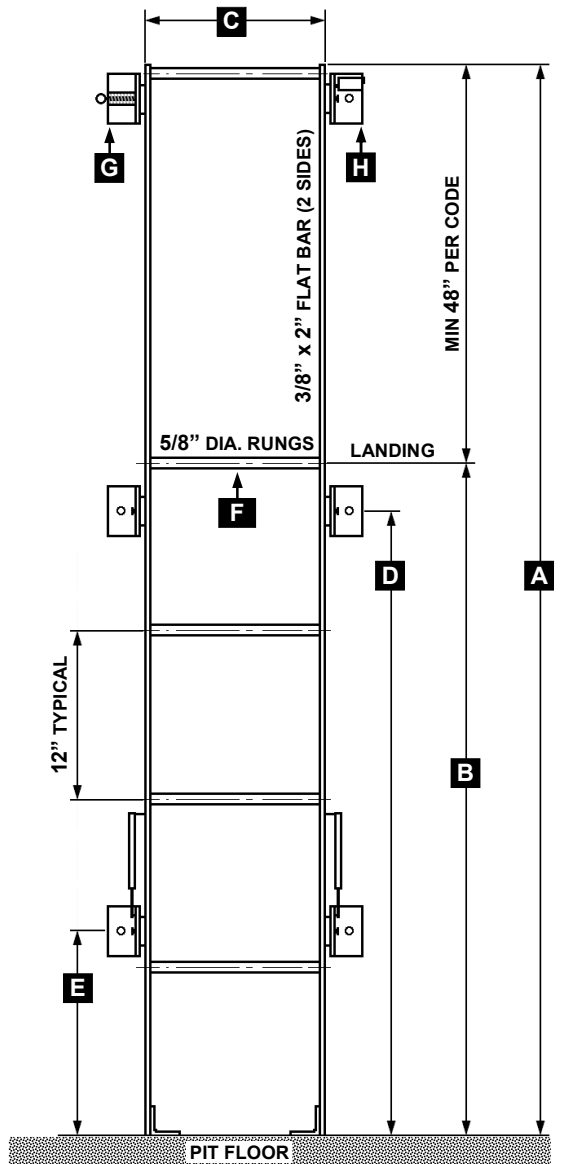 C
G
H
3/8” x 2” FLAT BAR (2 SIDES)
MIN 48” PER CODE
5/8” DIA. RUNGS
LANDING
F
D
A
12” TYPICAL
B
E
PIT FLOOR